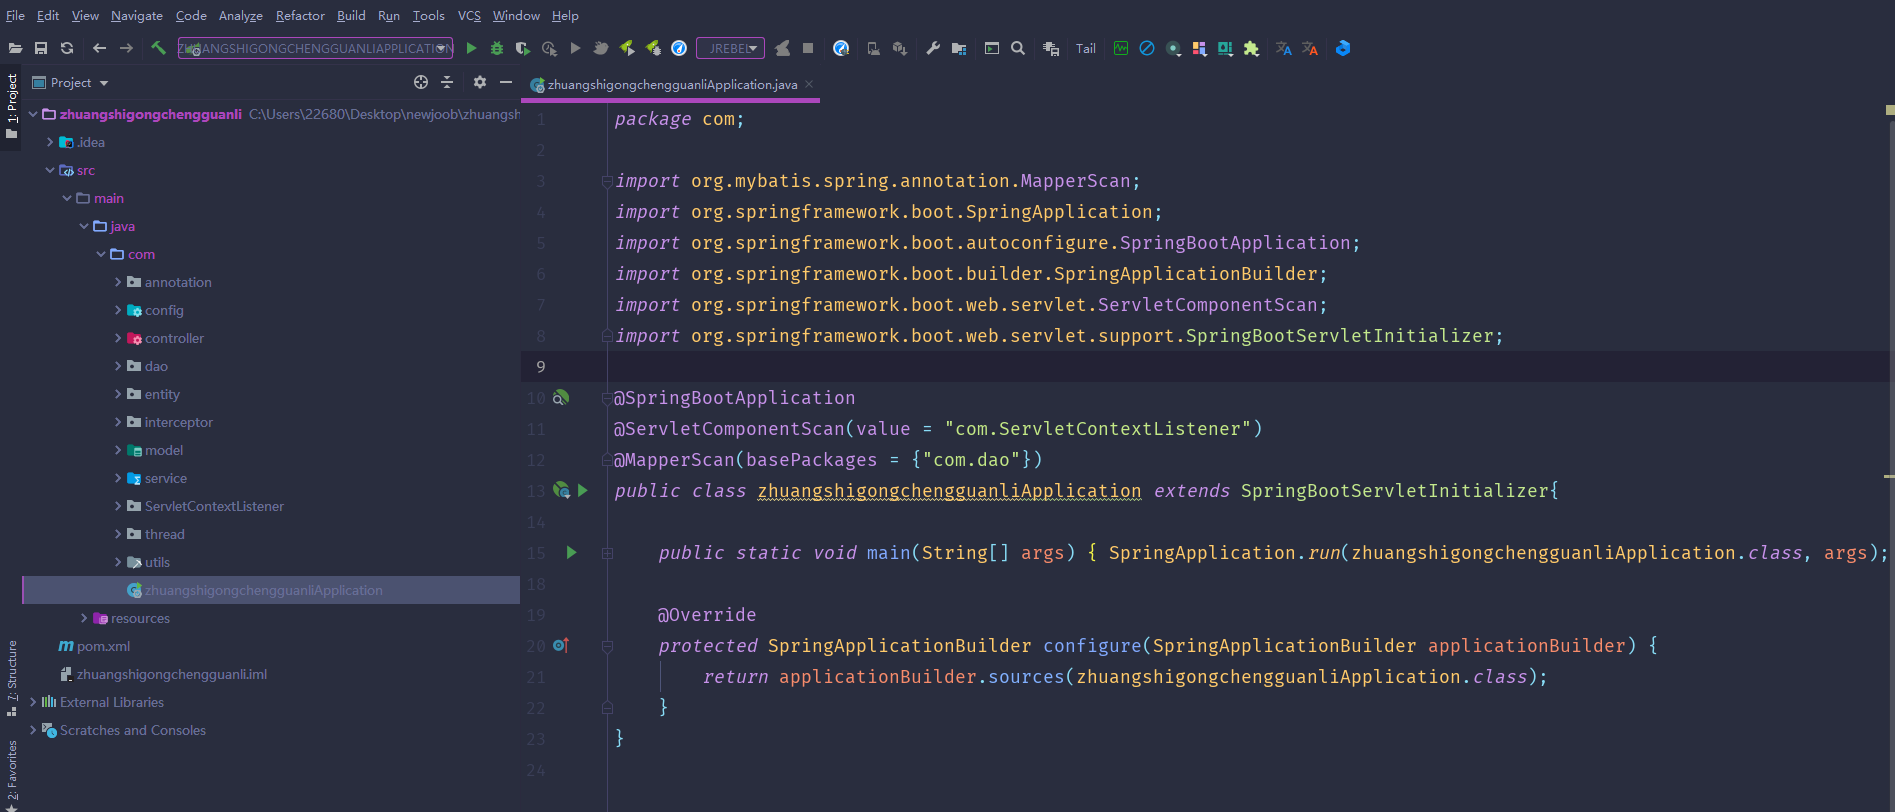 File Edit View Navigate Code Analyze Refactor Build Run Tools VCS Window Help
ZHUANGSHIGONGCHENGGUANLIAPPLICATION JREBEL Tail
1: Project
Project
zhuangshigongchengguanli C:\Users\22680\Desktop\newjoob\zhuangsh
.idea
src
main
java
com
annotation
config
controller
dao
entity
interceptor
model
service
ServletContextListener
thread
utils
zhuangshigongchengguanliApplication
resources
pom.xml
zhuangshigongchengguanli.iml
External Libraries
Scratches and Consoles
7: Structure
2: Favorites
zhuangshigongchengguanliApplication.java
1 package com;
2
3 import org.mybatis.spring.annotation.MapperScan;
4 import org.springframework.boot.SpringApplication;
5 import org.springframework.boot.autoconfigure.SpringBootApplication;
6 import org.springframework.boot.builder.SpringApplicationBuilder;
7 import org.springframework.boot.web.servlet.ServletComponentScan;
8 import org.springframework.boot.web.servlet.support.SpringBootServletInitializer;
9
10 @SpringBootApplication
11 @ServletComponentScan(value = "com.ServletContextListener")
12 @MapperScan(basePackages = {"com.dao"})
13 public class zhuangshigongchengguanliApplication extends SpringBootServletInitializer{
14
15 public static void main(String[] args) { SpringApplication.run(zhuangshigongchengguanliApplication.class, args);
18
19 @Override
20 protected SpringApplicationBuilder configure(SpringApplicationBuilder applicationBuilder) {
21 return applicationBuilder.sources(zhuangshigongchengguanliApplication.class);
22 }
23 }
24